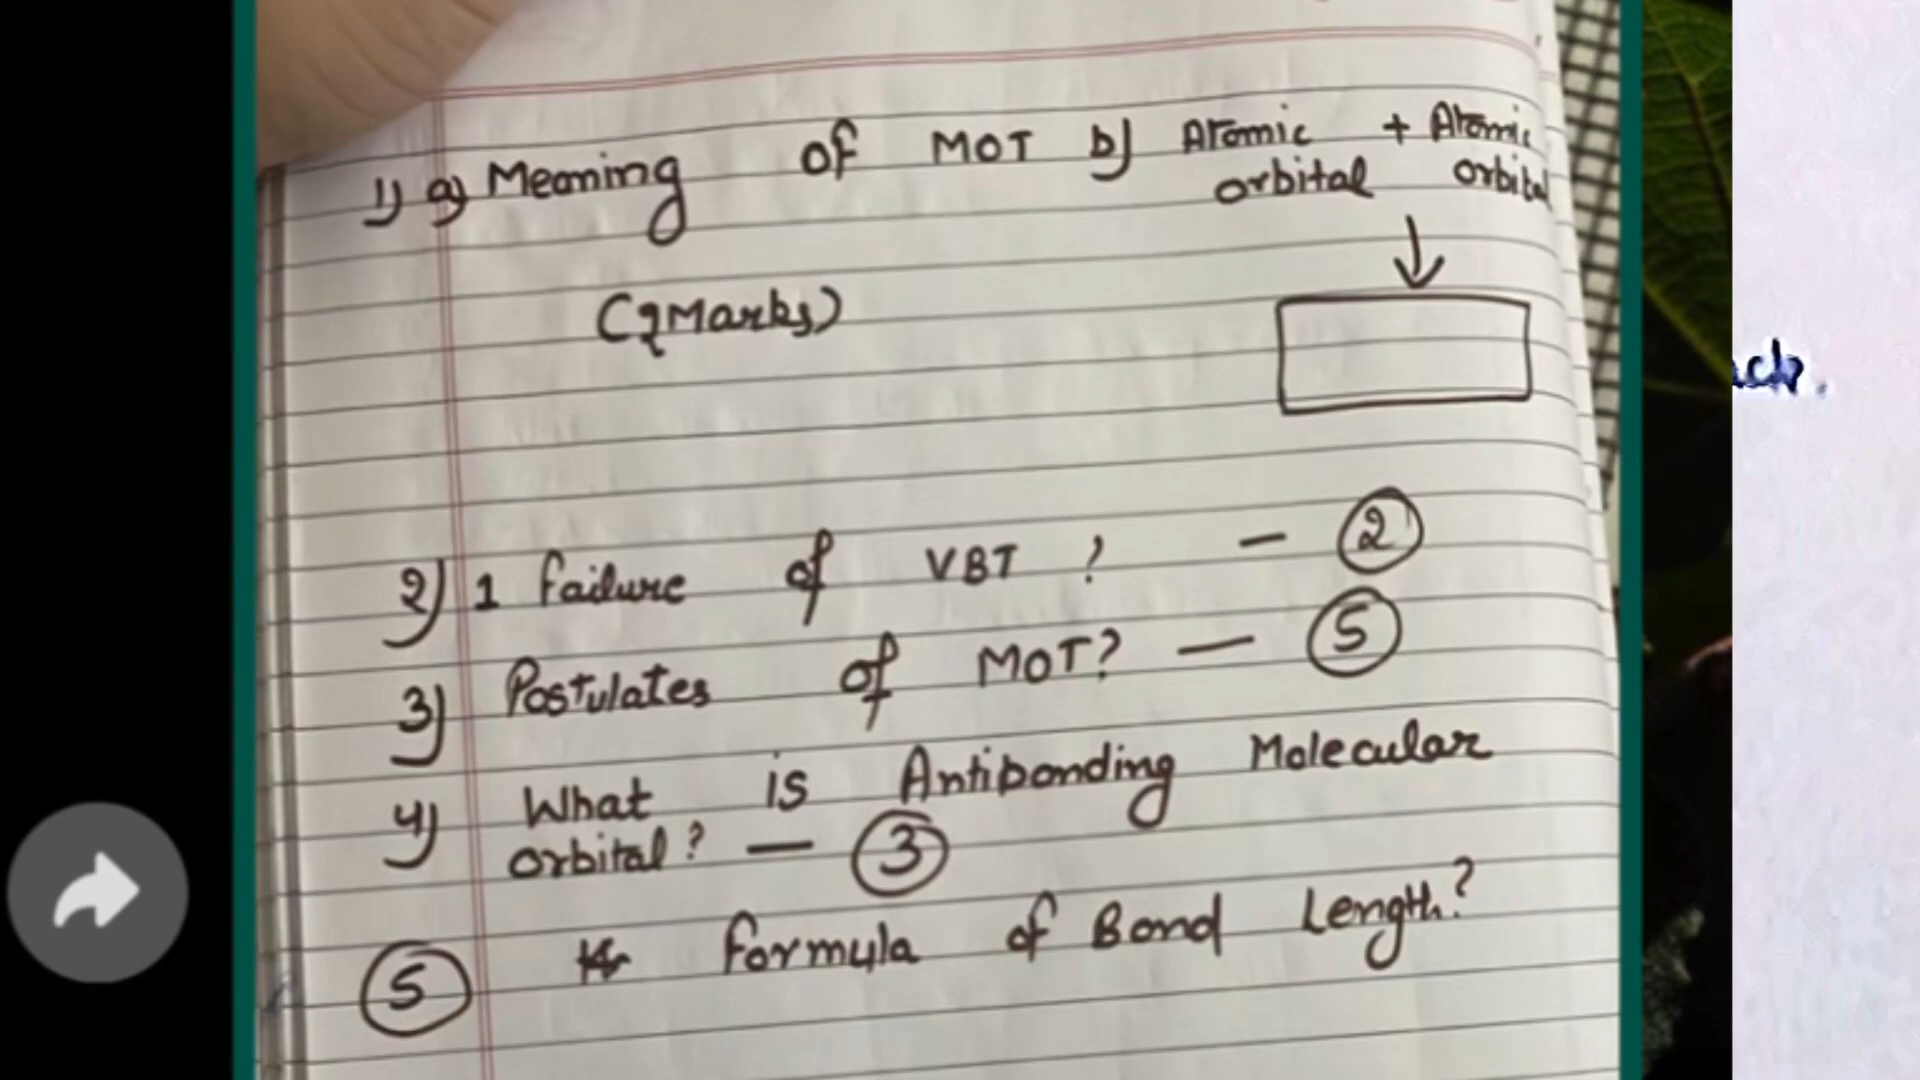 1) a) Meaning of MOT b) Atomic + Atomic
orbital orbital
(2Marks)
2) 1 failure of VBT ? — 2
3) Postulates of MOT? — 5
4) What is Antibonding Molecular
orbital? — 3
5 formula of Bond Length?